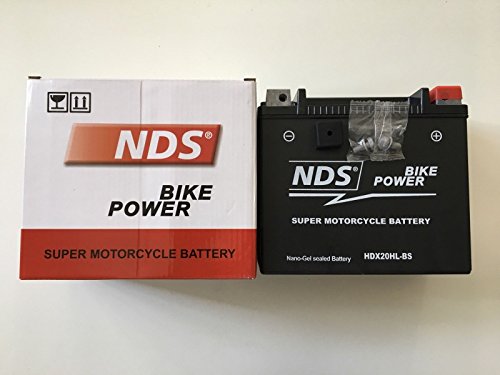 NDS®
BIKE
POWER
SUPER MOTORCYCLE BATTERY
NDS®
BIKE
POWER
SUPER MOTORCYCLE BATTERY
Nano-Gel sealed Battery HDX20HL-BS